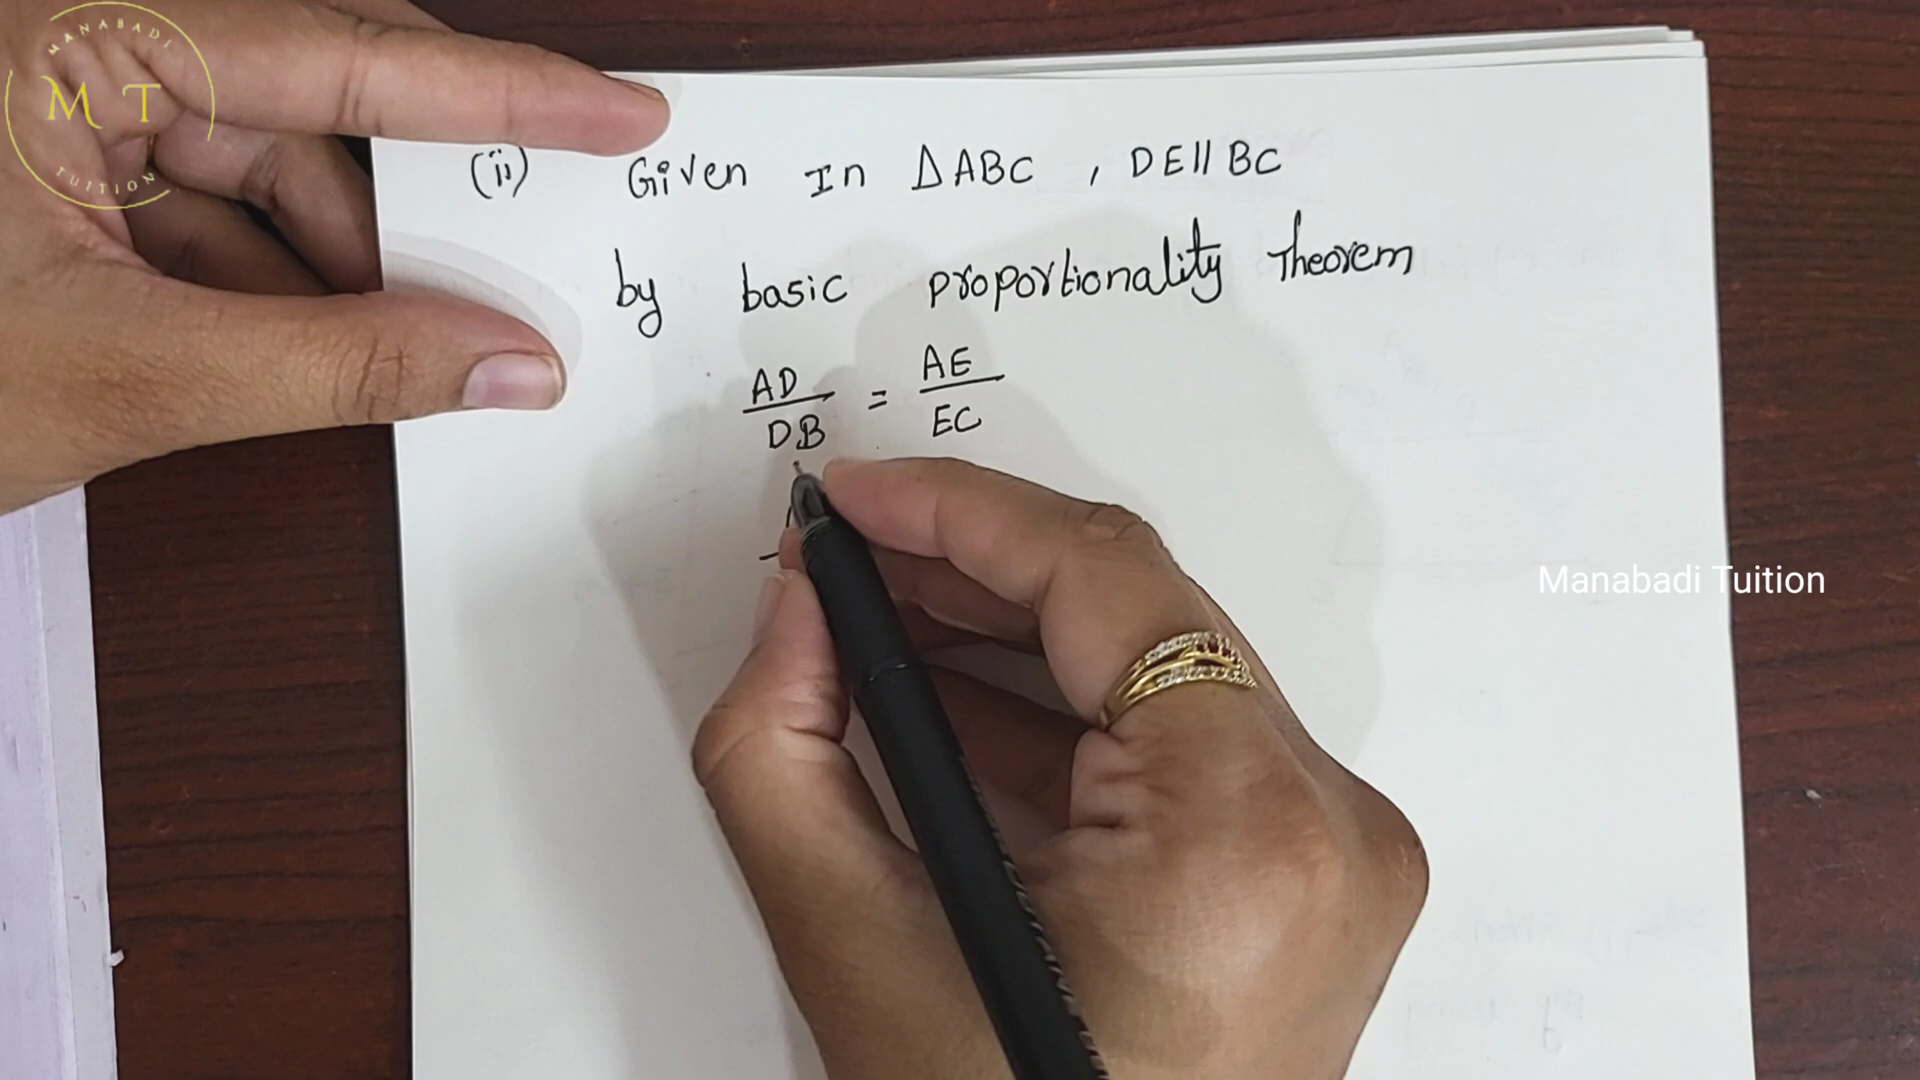 MANABADI
M T
TUITION
(ii) Given In ΔABC , DE||BC
by basic proportionality Theorem
AD/DB = AE/EC
Manabadi Tuition